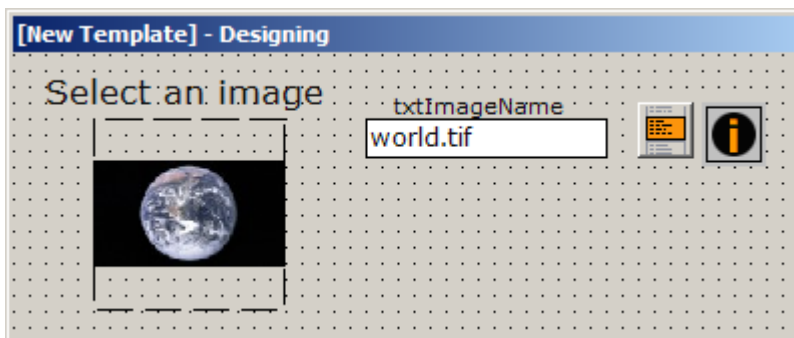 [New Template] - Designing
Select an image
txtImageName
world.tif
i